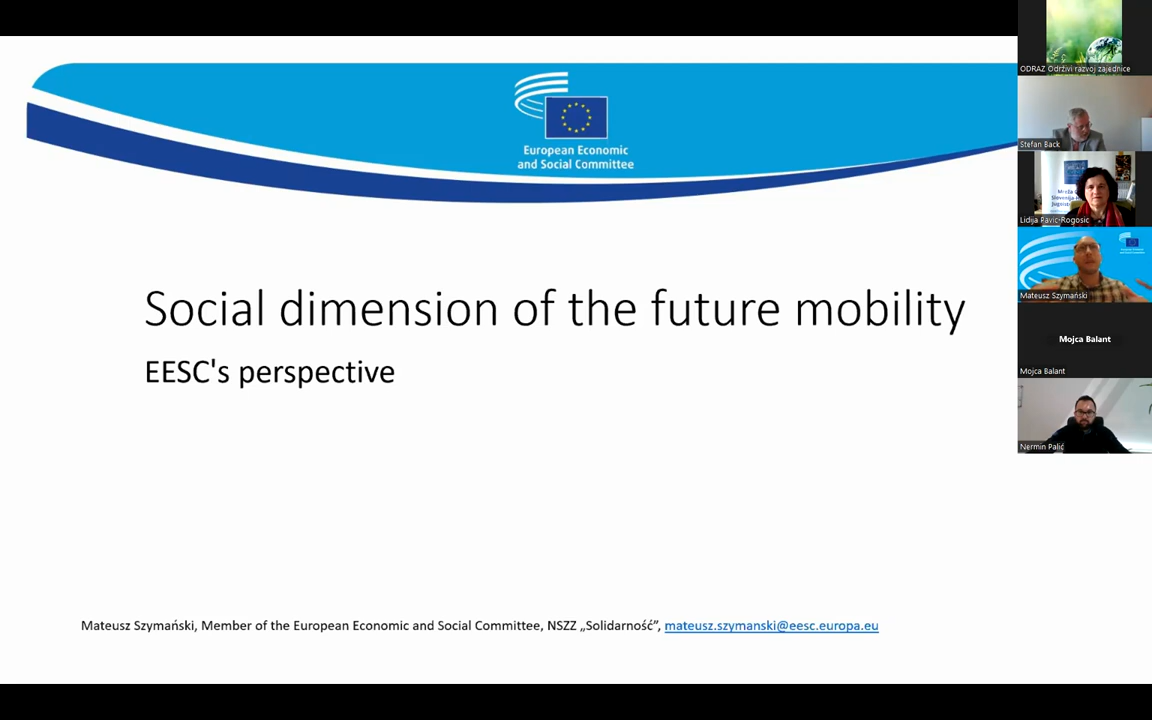 European Economic
and Social Committee
Social dimension of the future mobility
EESC's perspective
Mateusz Szymański, Member of the European Economic and Social Committee, NSZZ „Solidarność”, mateusz.szymanski@eesc.europa.eu
ODRAZ Održivi razvoj zajednice
Stefan Back
Lidija Pavic-Rogosic
Mateusz Szymański
Mojca Balant
Mojca Balant
Nermin Palić